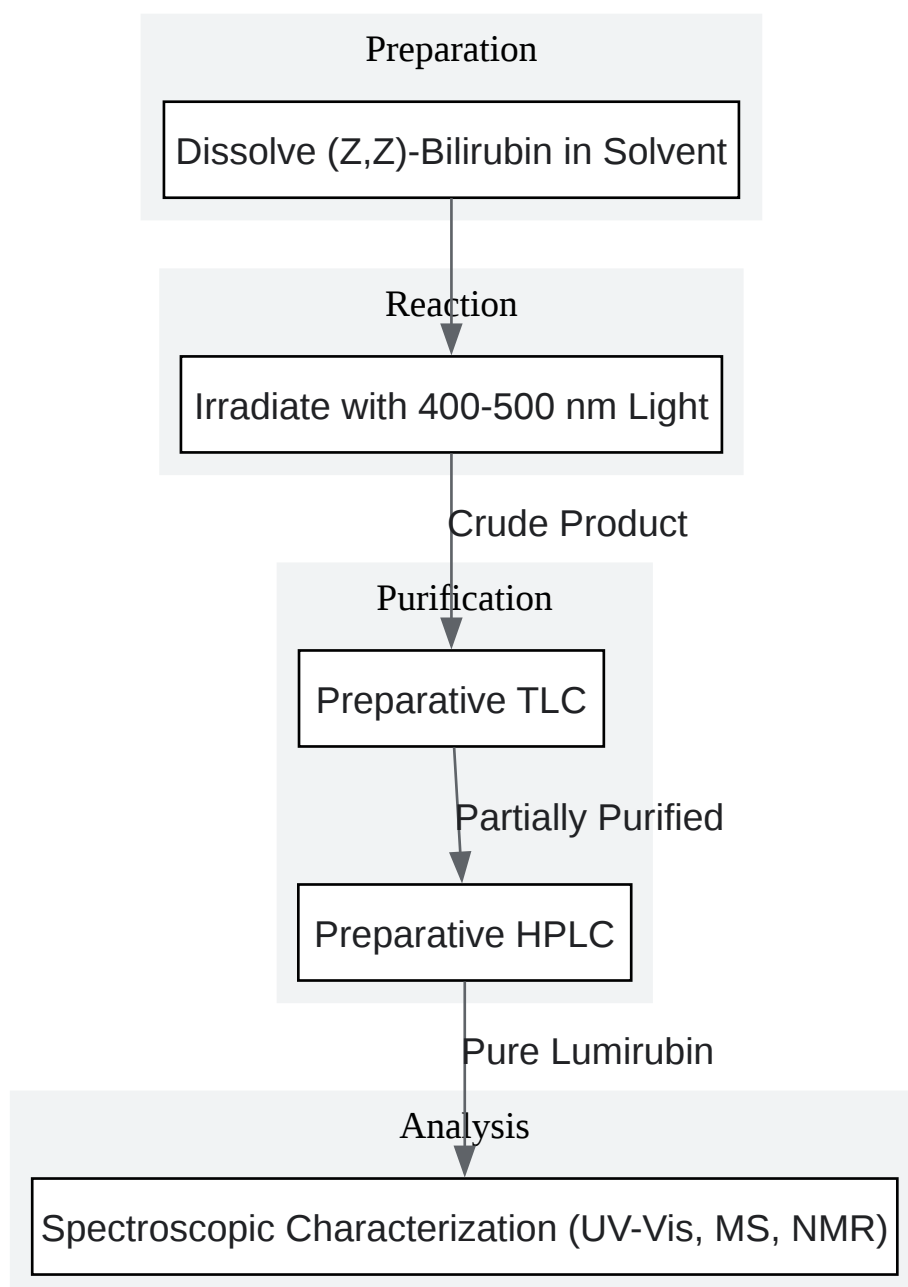 Preparation
Dissolve (Z,Z)-Bilirubin in Solvent
Reaction
Irradiate with 400-500 nm Light
Crude Product
Purification
Preparative TLC
Partially Purified
Preparative HPLC
Pure Lumirubin
Analysis
Spectroscopic Characterization (UV-Vis, MS, NMR)